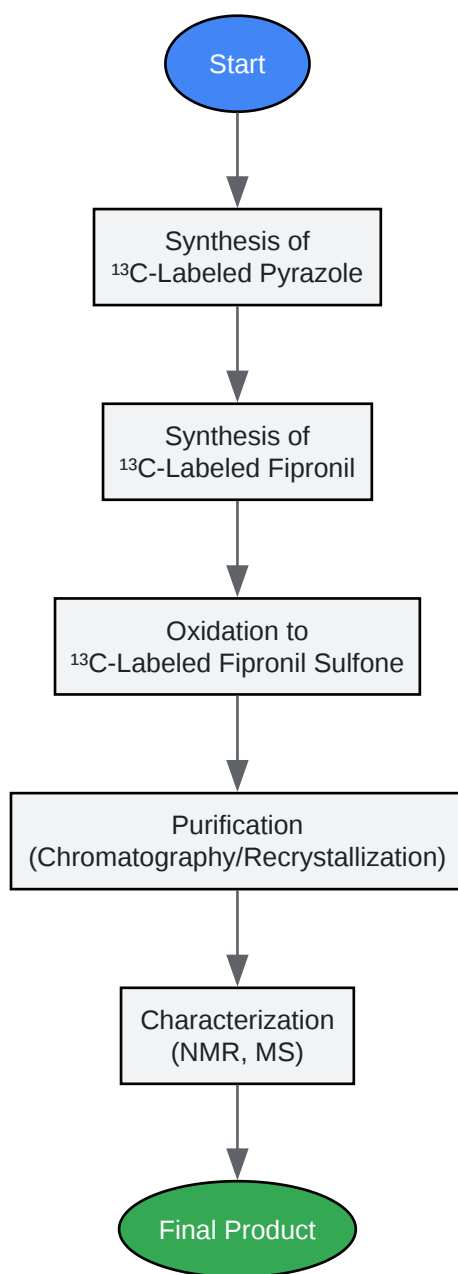 Start
Synthesis of
¹³C-Labeled Pyrazole
Synthesis of
¹³C-Labeled Fipronil
Oxidation to
¹³C-Labeled Fipronil Sulfone
Purification
(Chromatography/Recrystallization)
Characterization
(NMR, MS)
Final Product